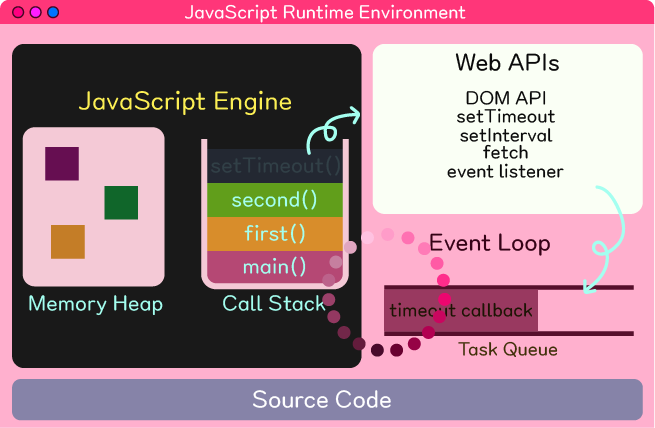 JavaScript Runtime Environment
JavaScript Engine
setTimeout()
second()
first()
main()
Memory Heap
Call Stack
Web APIs
DOM API
setTimeout
setInterval
fetch
event listener
Event Loop
timeout callback
Task Queue
Source Code